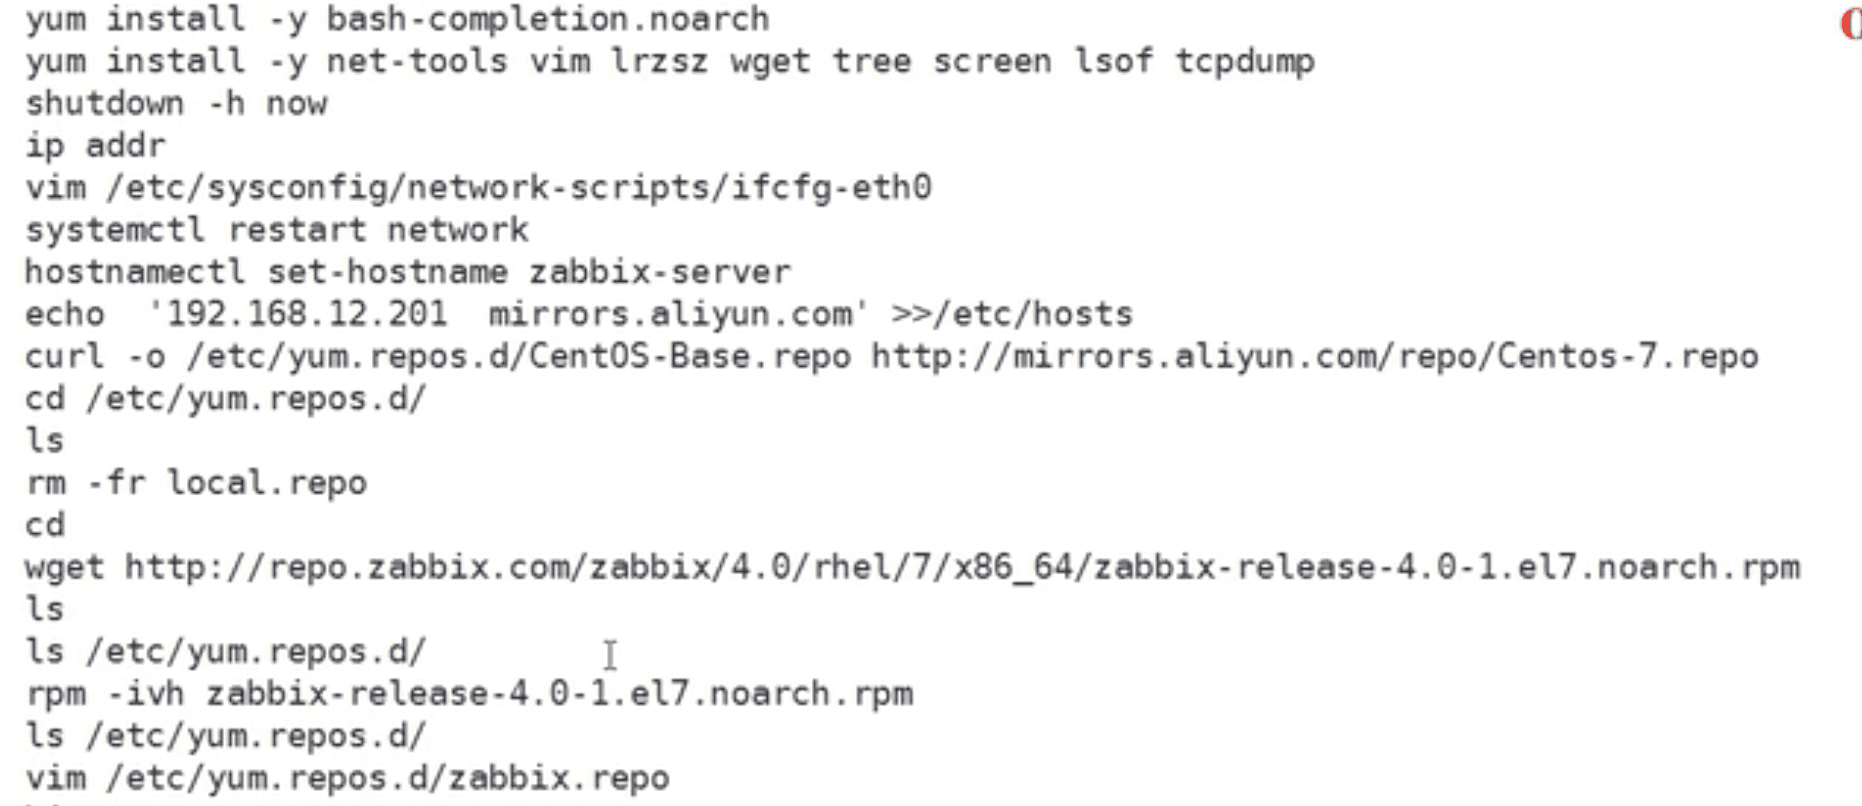 yum install -y bash-completion.noarch
yum install -y net-tools vim lrzsz wget tree screen lsof tcpdump
shutdown -h now
ip addr
vim /etc/sysconfig/network-scripts/ifcfg-eth0
systemctl restart network
hostnamectl set-hostname zabbix-server
echo  '192.168.12.201  mirrors.aliyun.com' >>/etc/hosts
curl -o /etc/yum.repos.d/CentOS-Base.repo http://mirrors.aliyun.com/repo/Centos-7.repo
cd /etc/yum.repos.d/
ls
rm -fr local.repo
cd
wget http://repo.zabbix.com/zabbix/4.0/rhel/7/x86_64/zabbix-release-4.0-1.el7.noarch.rpm
ls
ls /etc/yum.repos.d/
rpm -ivh zabbix-release-4.0-1.el7.noarch.rpm
ls /etc/yum.repos.d/
vim /etc/yum.repos.d/zabbix.repo